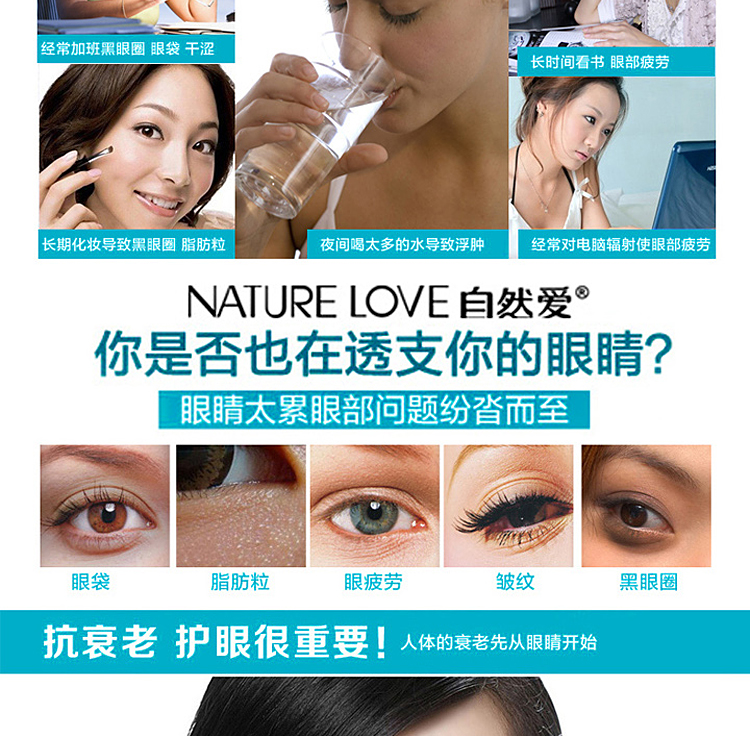 经常加班黑眼圈 眼袋 干涩
长时间看书 眼部疲劳
长期化妆导致黑眼圈 脂肪粒
夜间喝太多的水导致浮肿
经常对电脑辐射使眼部疲劳
NATURE LOVE 自然爱®
你是否也在透支你的眼睛?
眼睛太累眼部问题纷沓而至
眼袋 脂肪粒 眼疲劳 皱纹 黑眼圈
抗衰老 护眼很重要! 人体的衰老先从眼睛开始